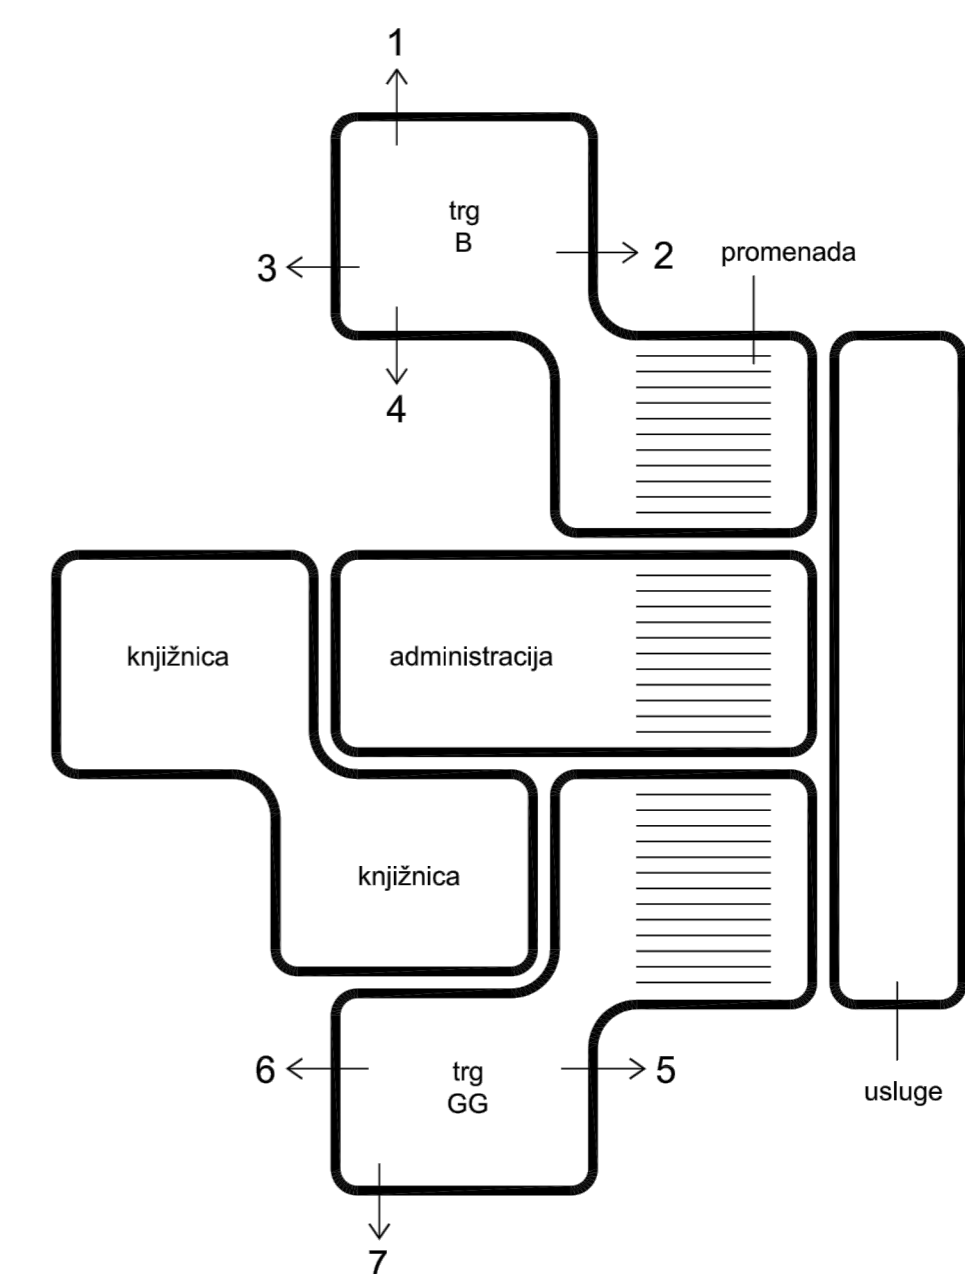 1
trg
B
3
2
promenada
4
knjižnica
administracija
knjižnica
6
trg
GG
5
usluge
7